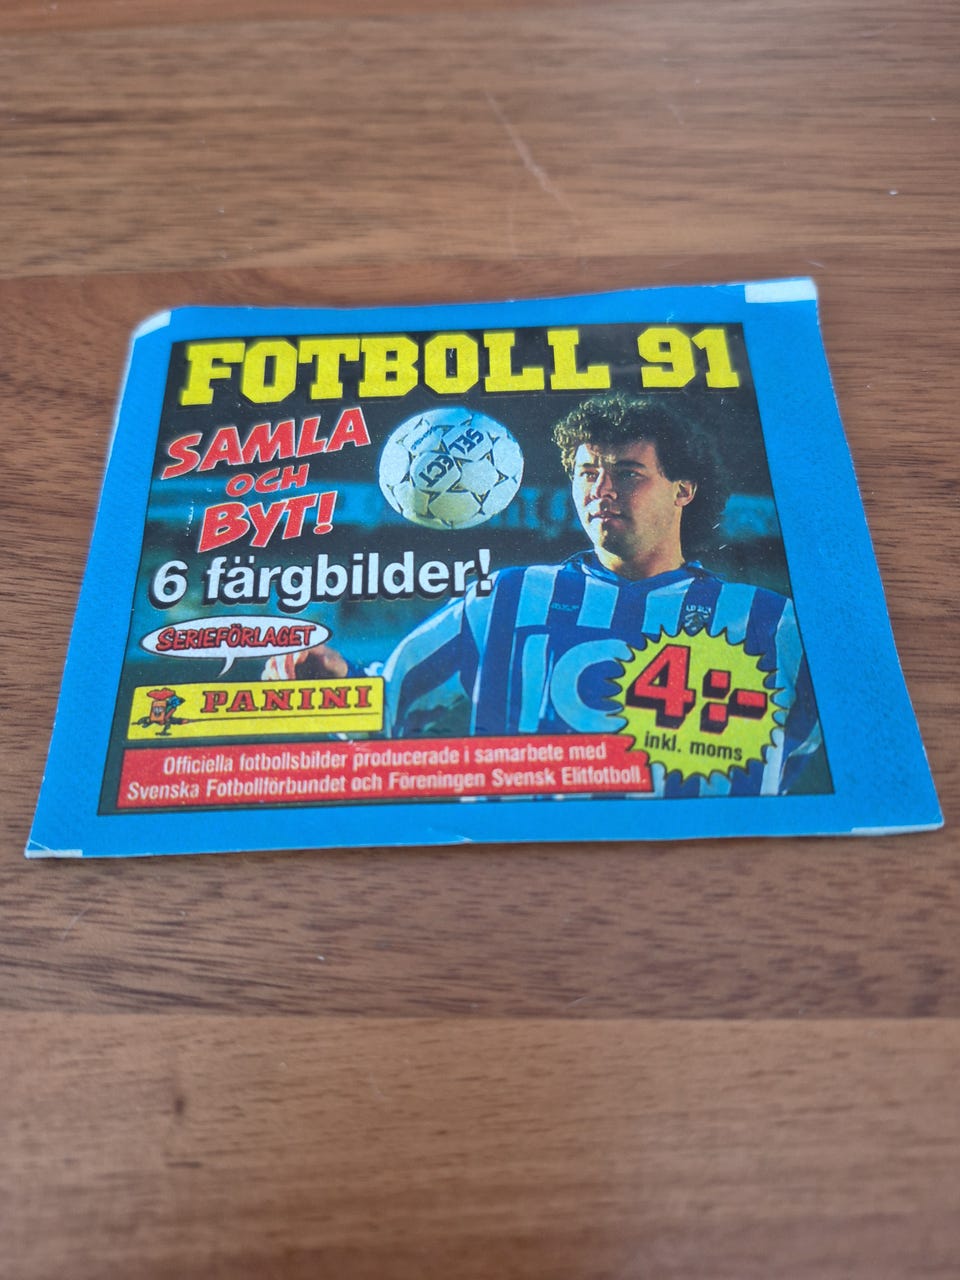 FOTBOLL 91
SAMLA
OCH
BYT!
SELECT
6 färgbilder!
SERIEFÖRLAGET
PANINI
4:-
inkl. moms
Officiella fotbollsbilder producerade i samarbete med
Svenska Fotbollförbundet och Föreningen Svensk Elitfotboll.